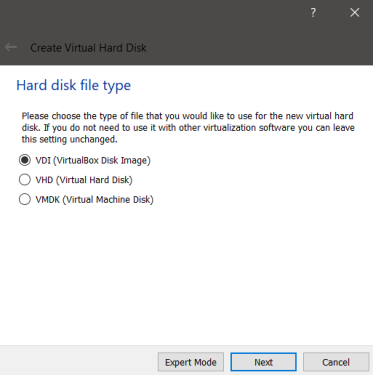 ?
Create Virtual Hard Disk
Hard disk file type
Please choose the type of file that you would like to use for the new virtual hard
disk. If you do not need to use it with other virtualization software you can leave
this setting unchanged.
VDI (VirtualBox Disk Image)
VHD (Virtual Hard Disk)
VMDK (Virtual Machine Disk)
Expert Mode Next Cancel